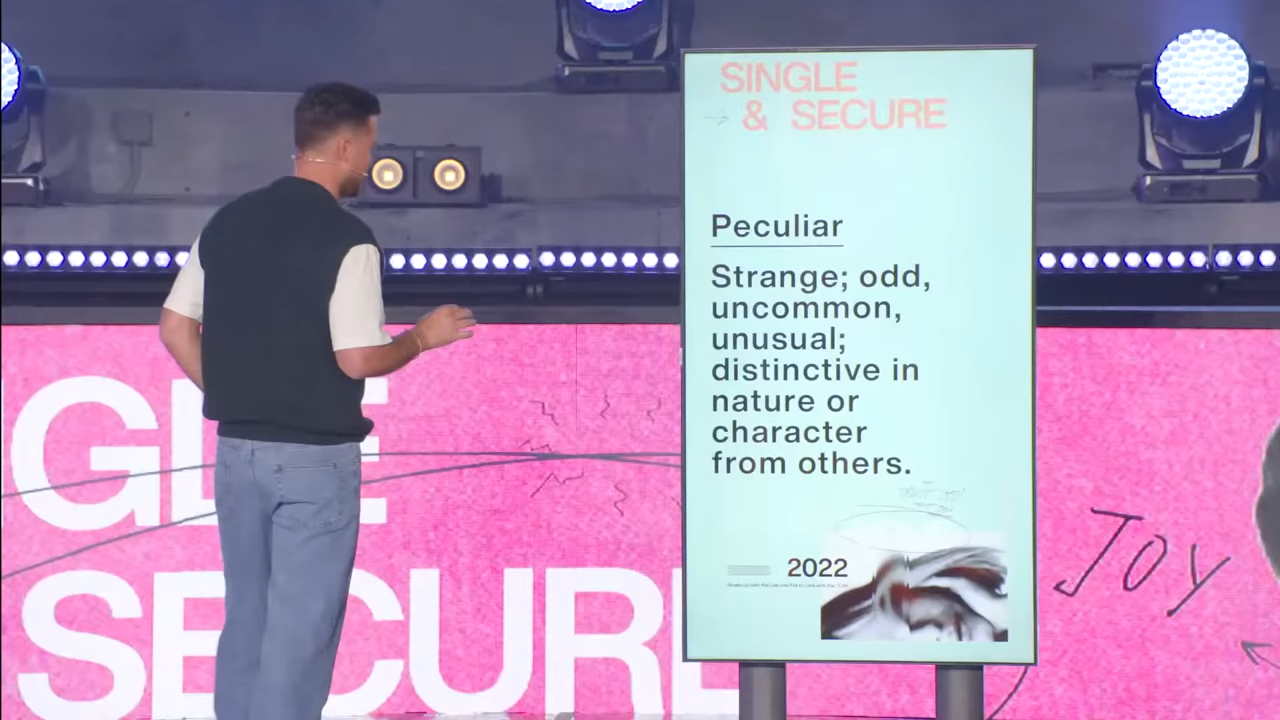 SINGLE
& SECURE
Peculiar
Strange; odd,
uncommon,
unusual;
distinctive in
nature or
character
from others.
2022
GLE
SECURE
JOY